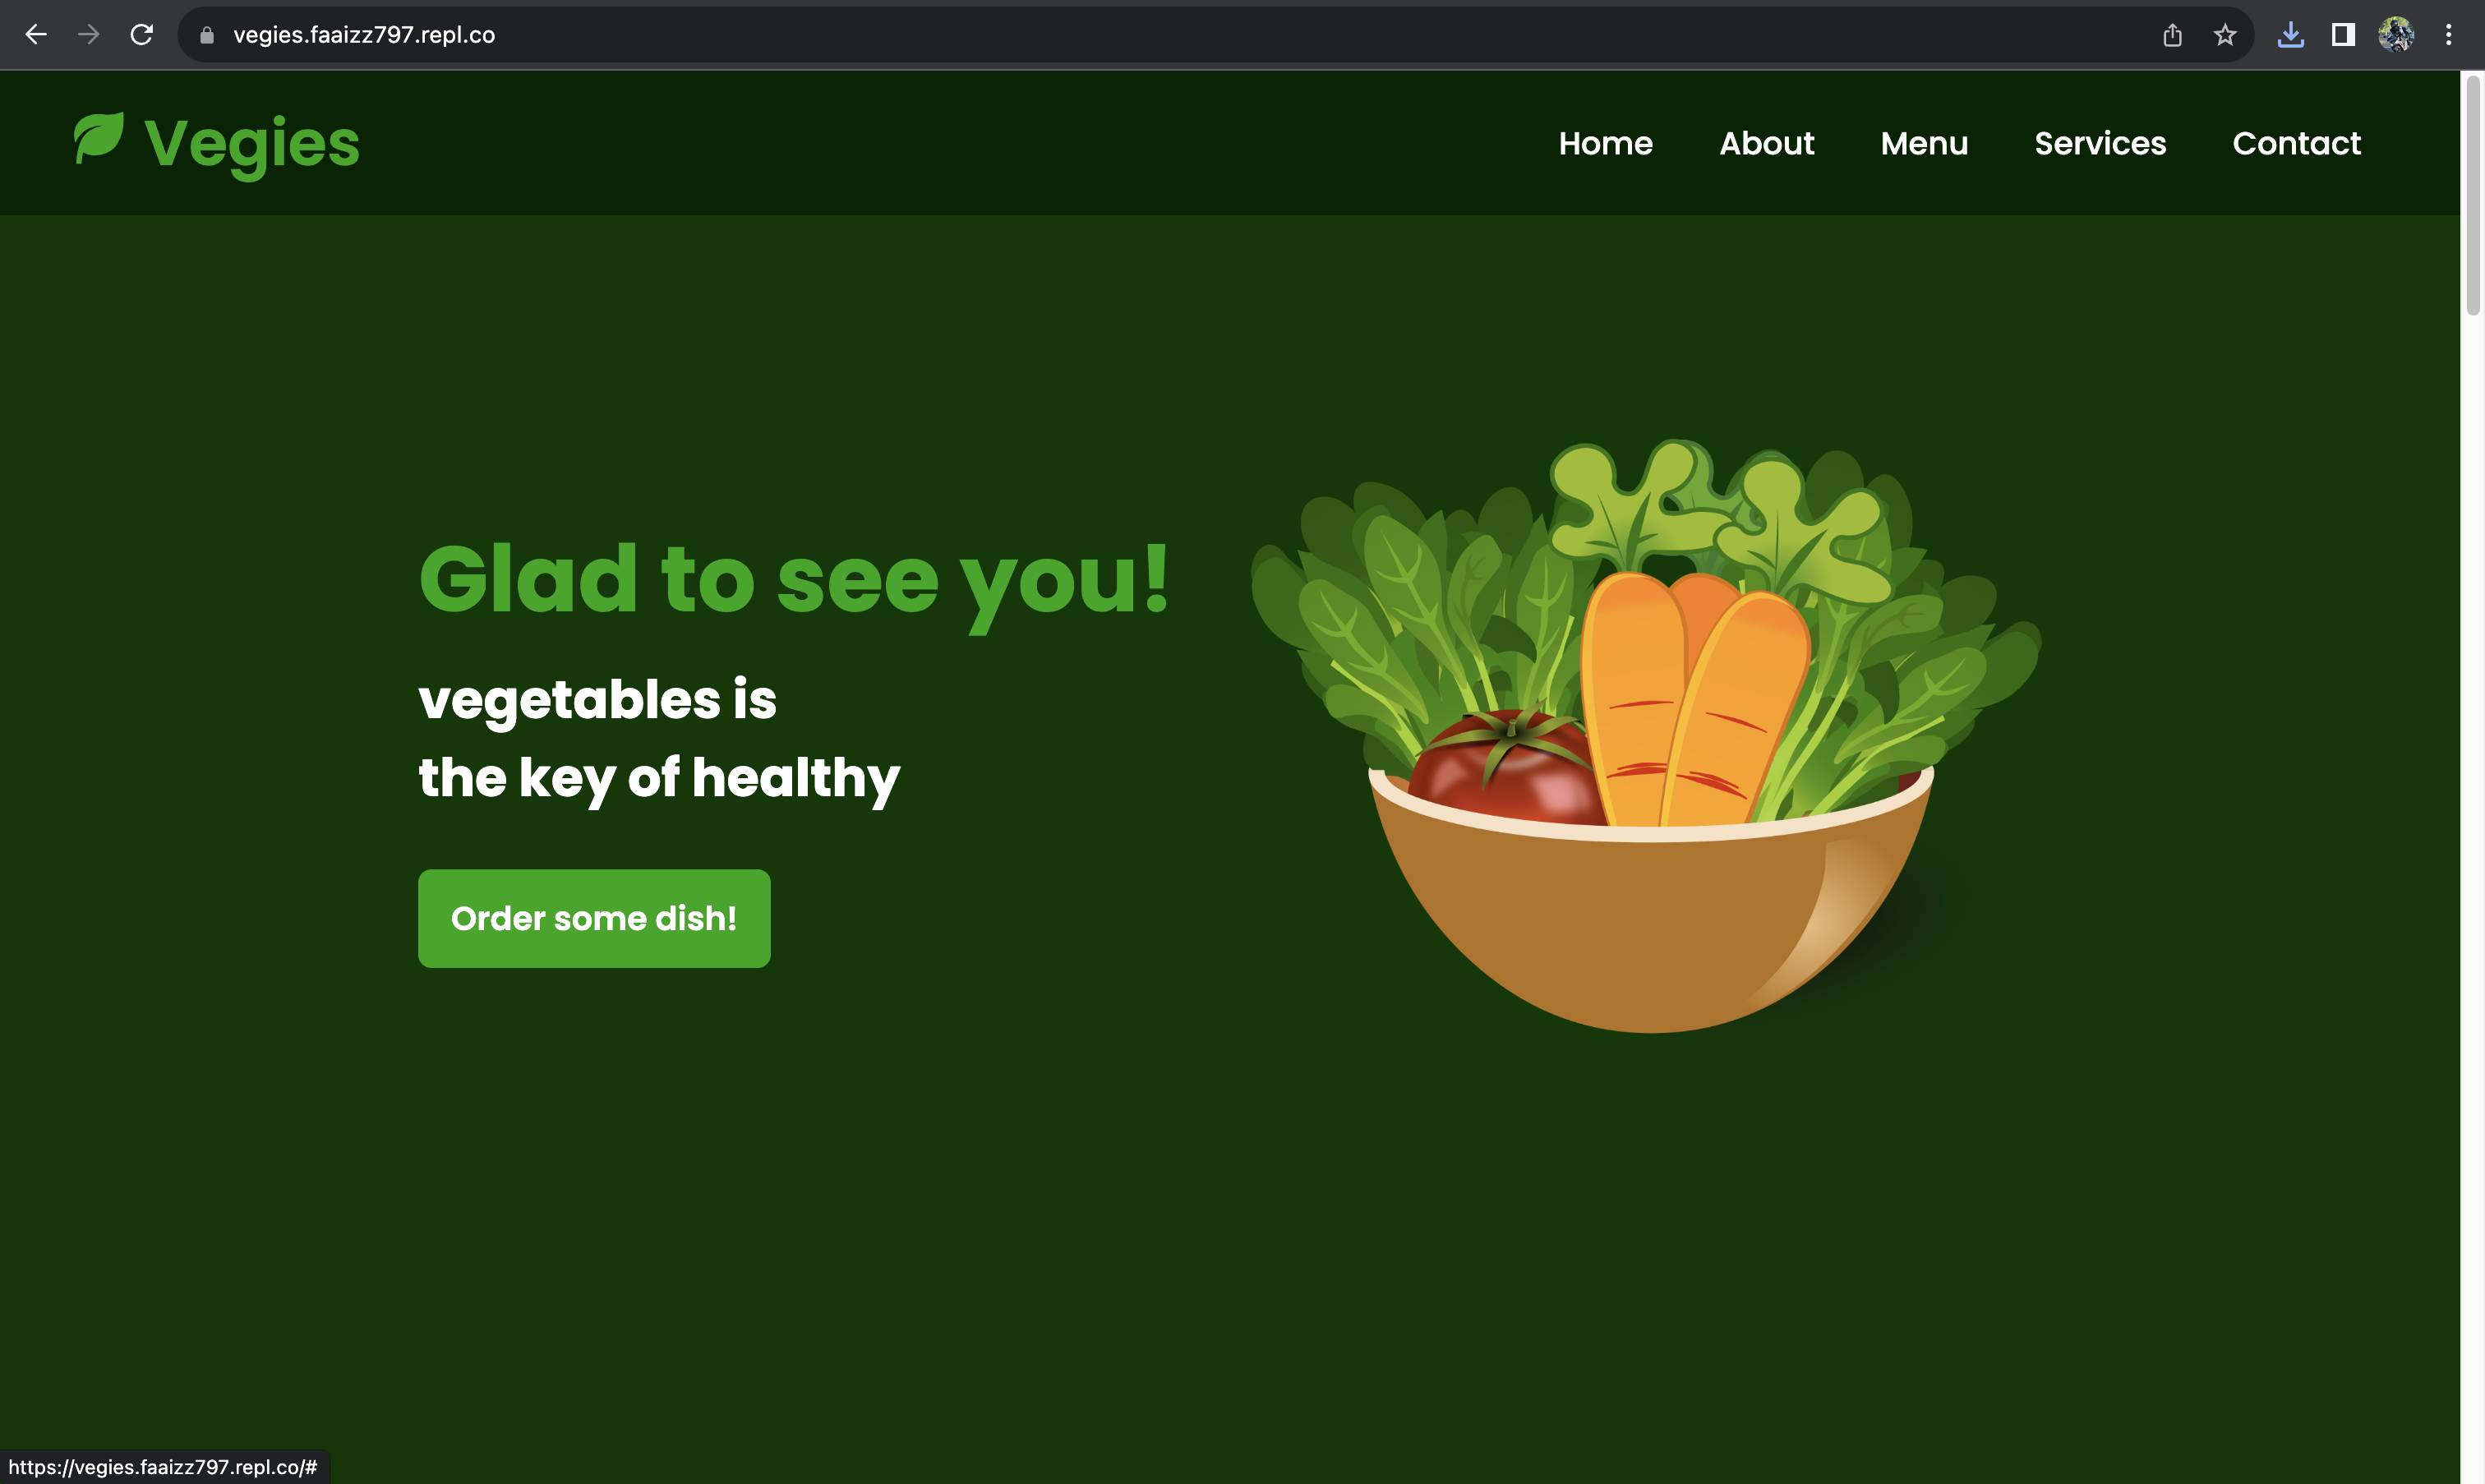 vegies.faaizz797.repl.co
Vegies
Home About Menu Services Contact
Glad to see you!
vegetables is
the key of healthy
Order some dish!
https://vegies.faaizz797.repl.co/#